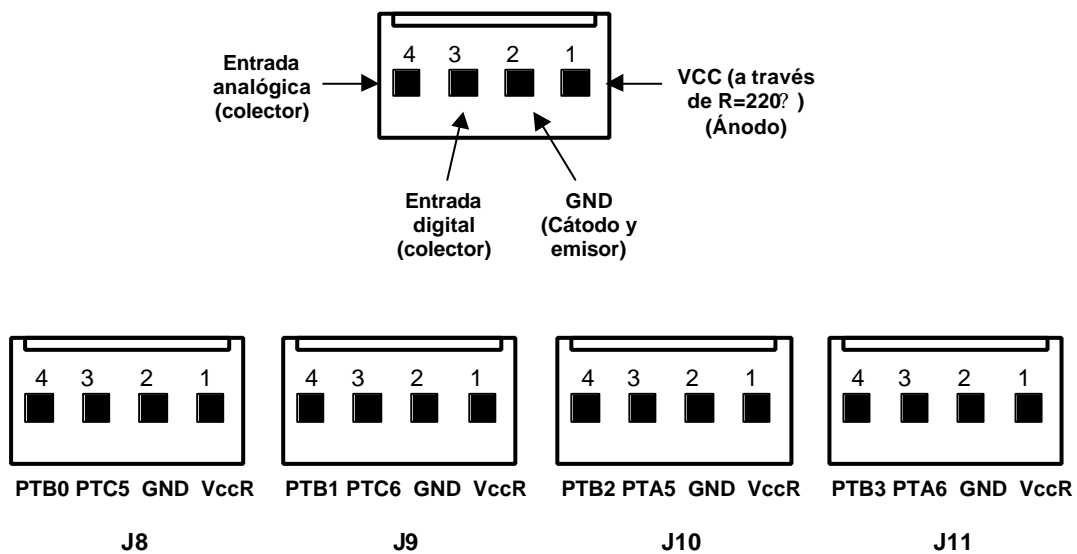 4 3 2 1
Entrada
analógica
(colector)
VCC (a través
de R=220? )
(Ánodo)
Entrada
digital
(colector)
GND
(Cátodo y
emisor)
4 3 2 1
PTB0 PTC5 GND VccR
J8
4 3 2 1
PTB1 PTC6 GND VccR
J9
4 3 2 1
PTB2 PTA5 GND VccR
J10
4 3 2 1
PTB3 PTA6 GND VccR
J11